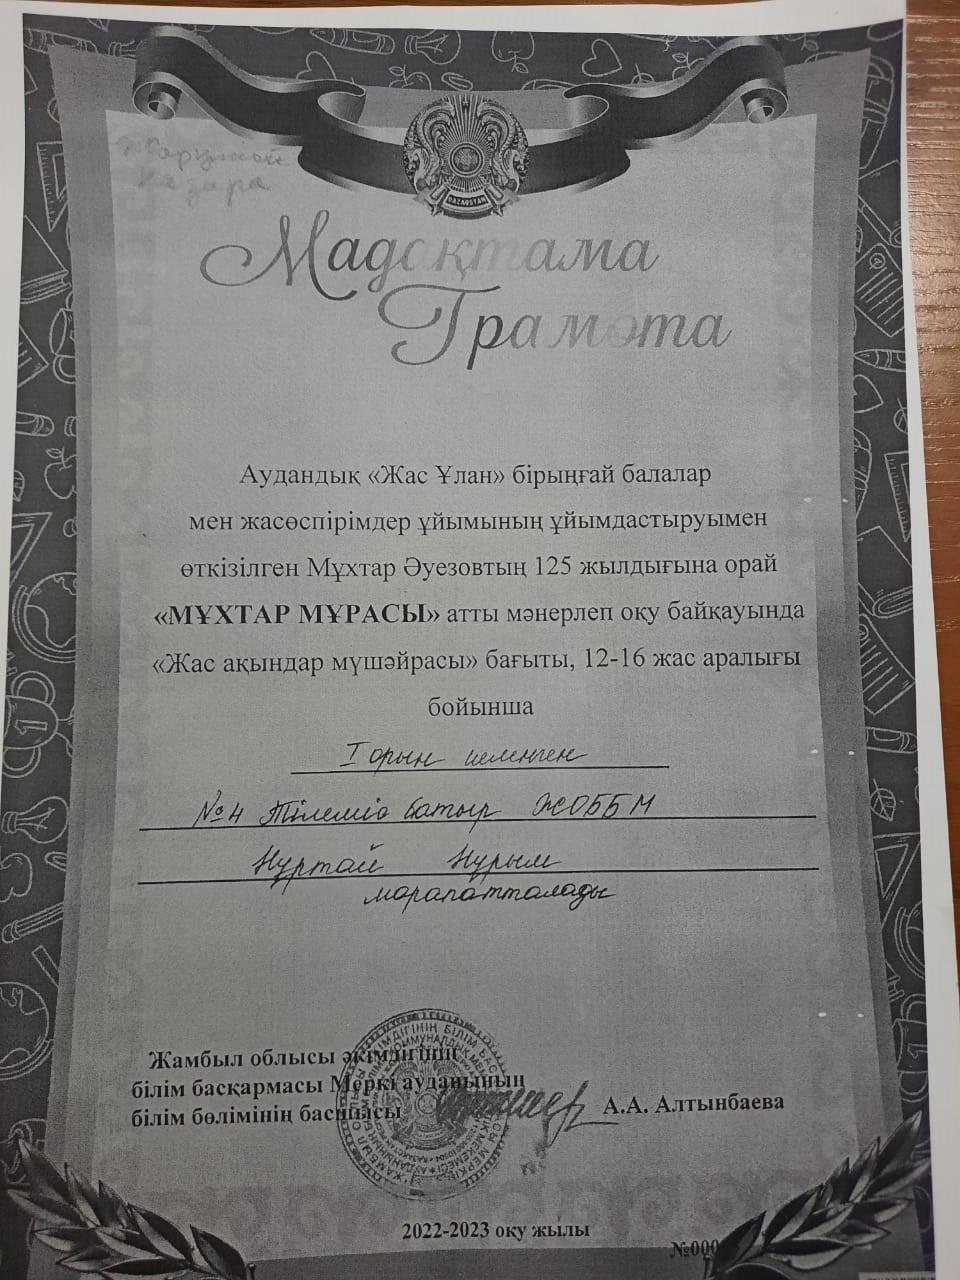 QAZAQSTAN
Мадақтама
Грамота
Аудандық «Жас Ұлан» бірыңғай балалар
мен жасөспірімдер ұйымының ұйымдастыруымен
өткізілген Мұхтар Әуезовтың 125 жылдығына орай
«МҰХТАР МҰРАСЫ» атты мәнерлеп оқу байқауында
«Жас ақындар мүшәйрасы» бағыты, 12-16 жас аралығы
бойынша
I орын иеленген
№4 Тілеміс батыр ЖОББМ
Нұртай Нұрым
марапатталады
Жамбыл облысы әкімдігінің
білім басқармасы Меркі ауданының
білім бөлімінің басшысы А.А. Алтынбаева
2022-2023 оқу жылы
№000